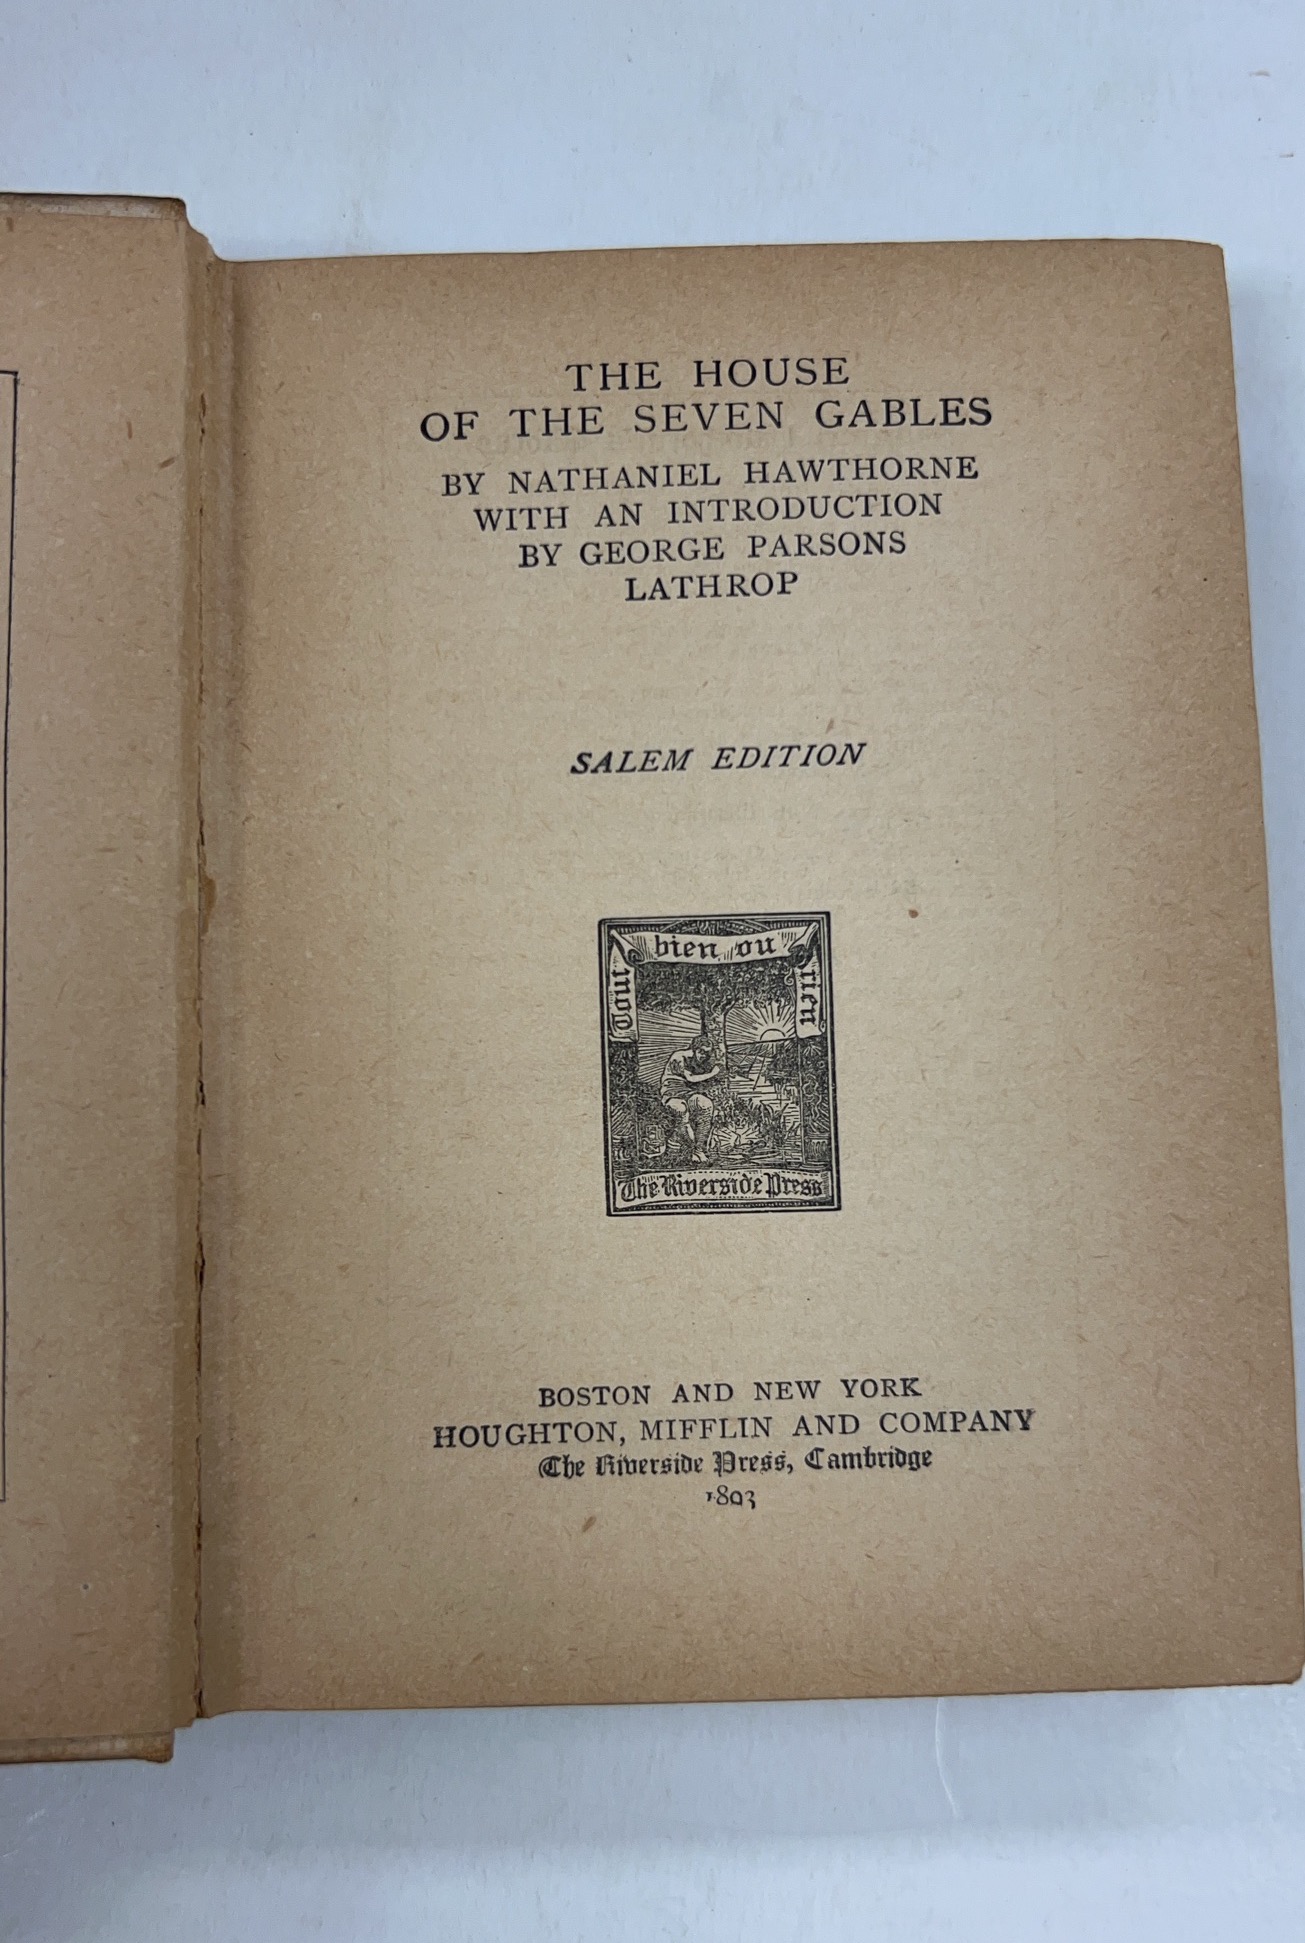 THE HOUSE
OF THE SEVEN GABLES
BY NATHANIEL HAWTHORNE
WITH AN INTRODUCTION
BY GEORGE PARSONS
LATHROP
SALEM EDITION
Tout bien ou rien
The Riverside Press
BOSTON AND NEW YORK
HOUGHTON, MIFFLIN AND COMPANY
The Riverside Press, Cambridge
1893